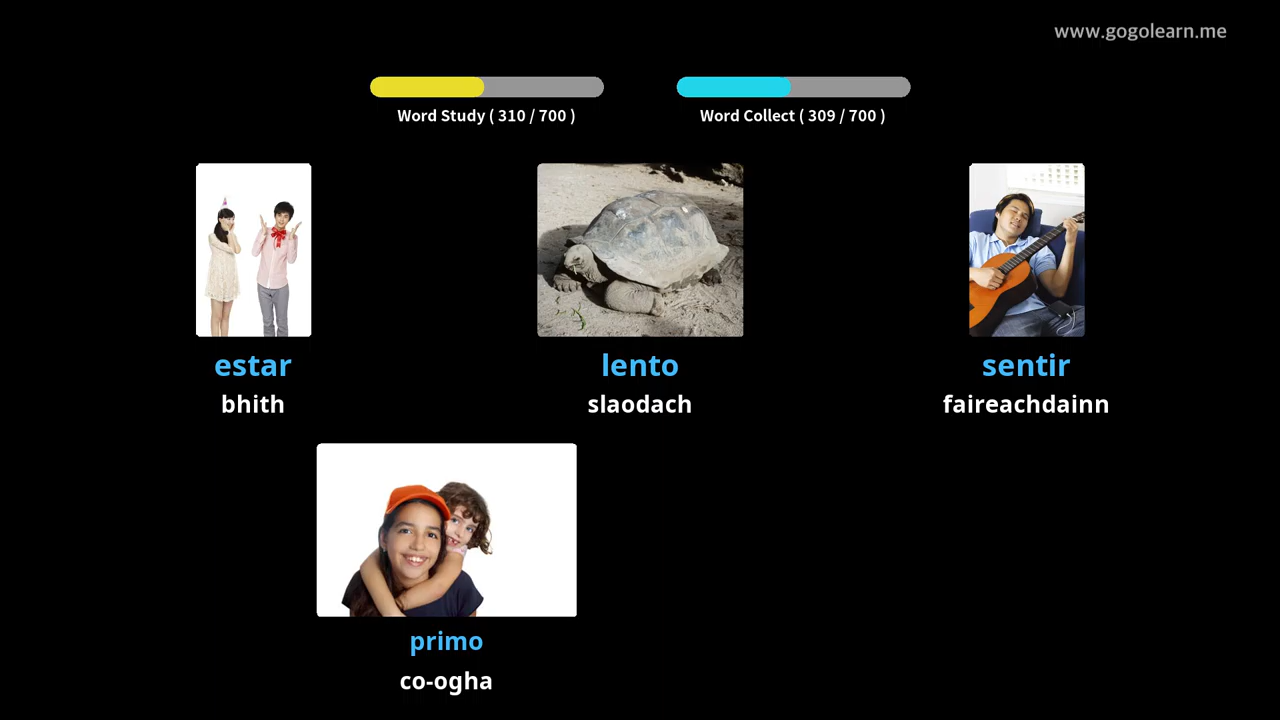 www.gogolearn.me
Word Study ( 310 / 700 )
Word Collect ( 309 / 700 )
estar
lento
sentir
bhith
slaodach
faireachdainn
primo
co-ogha